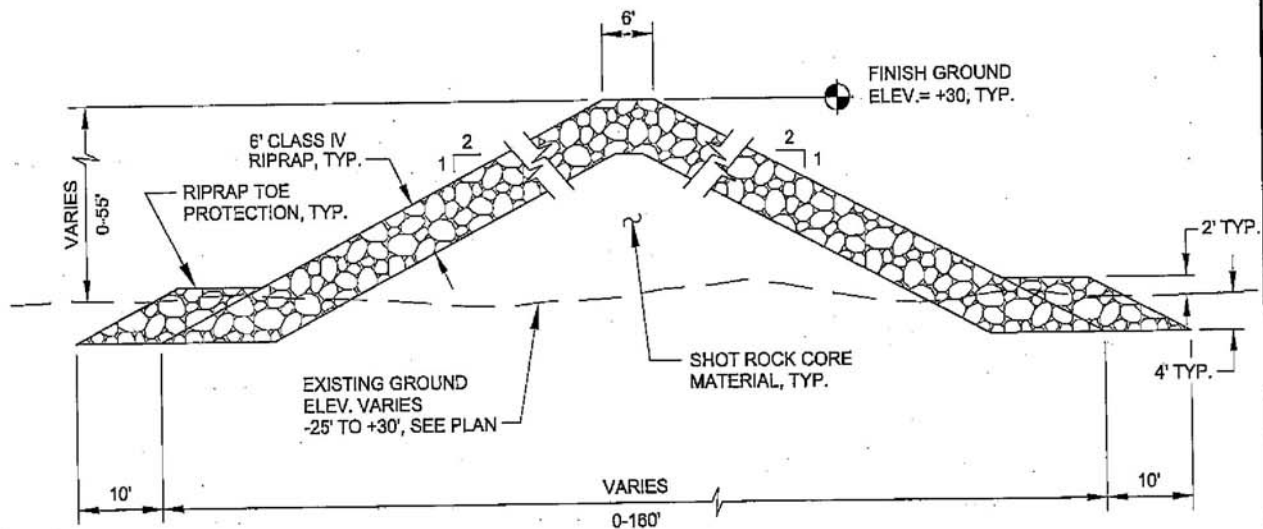 6'
FINISH GROUND
ELEV.= +30, TYP.
2
1
6' CLASS IV
RIPRAP, TYP.
2
1
RIPRAP TOE
PROTECTION, TYP.
VARIES
0-55'
2' TYP.
SHOT ROCK CORE
MATERIAL, TYP.
4' TYP.
EXISTING GROUND
ELEV. VARIES
-25' TO +30', SEE PLAN
10'
VARIES
0-160'
10'